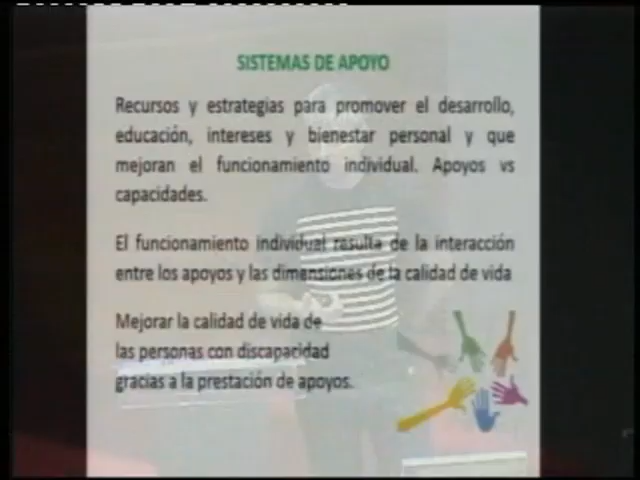 SISTEMAS DE APOYO
Recursos y estrategias para promover el desarrollo,
educación, intereses y bienestar personal y que
mejoran el funcionamiento individual. Apoyos vs
capacidades.
El funcionamiento individual resulta de la interacción
entre los apoyos y las dimensiones de la calidad de vida
Mejorar la calidad de vida de
las personas con discapacidad
gracias a la prestación de apoyos.